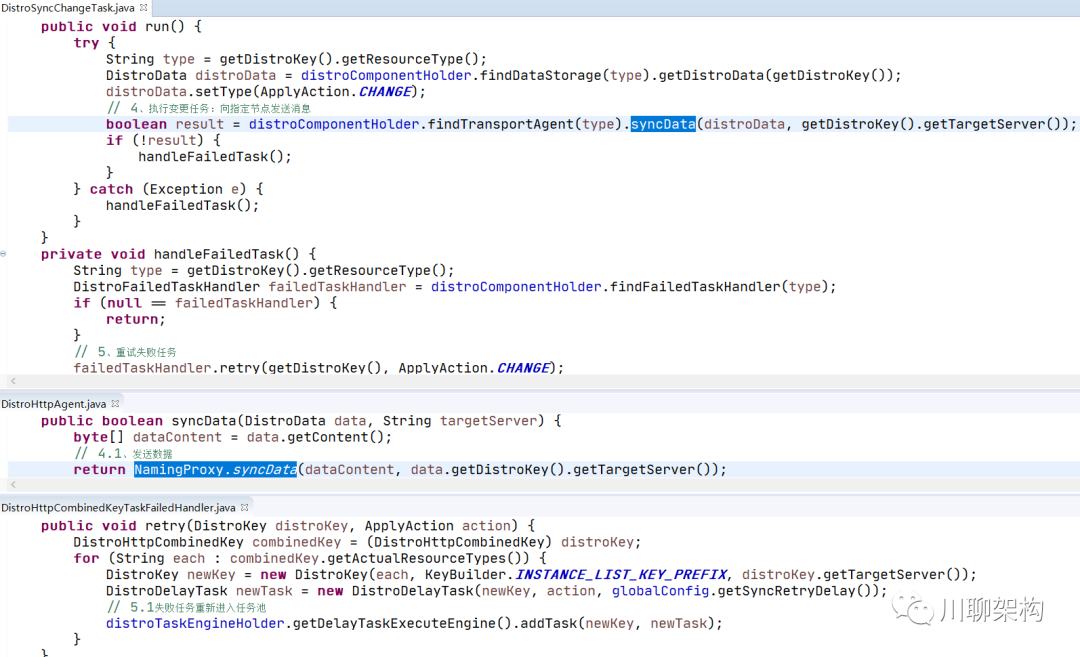 DistroSyncChangeTask.java
public void run() {
try {
String type = getDistroKey().getResourceType();
DistroData distroData = distroComponentHolder.findDataStorage(type).getDistroData(getDistroKey());
distroData.setType(ApplyAction.CHANGE);
// 4、执行变更任务：向指定节点发送消息
boolean result = distroComponentHolder.findTransportAgent(type).syncData(distroData, getDistroKey().getTargetServer());
if (!result) {
handleFailedTask();
}
} catch (Exception e) {
handleFailedTask();
}
}
private void handleFailedTask() {
String type = getDistroKey().getResourceType();
DistroFailedTaskHandler failedTaskHandler = distroComponentHolder.findFailedTaskHandler(type);
if (null == failedTaskHandler) {
return;
}
// 5、重试失败任务
failedTaskHandler.retry(getDistroKey(), ApplyAction.CHANGE);
DistroHttpAgent.java
public boolean syncData(DistroData data, String targetServer) {
byte[] dataContent = data.getContent();
// 4.1、发送数据
return NamingProxy.syncData(dataContent, data.getDistroKey().getTargetServer());
DistroHttpCombinedKeyTaskFailedHandler.java
public void retry(DistroKey distroKey, ApplyAction action) {
DistroHttpCombinedKey combinedKey = (DistroHttpCombinedKey) distroKey;
for (String each : combinedKey.getActualResourceTypes()) {
DistroKey newKey = new DistroKey(each, KeyBuilder.INSTANCE_LIST_KEY_PREFIX, distroKey.getTargetServer());
DistroDelayTask newTask = new DistroDelayTask(newKey, action, globalConfig.getSyncRetryDelay());
// 5.1失败任务重新进入任务池
distroTaskEngineHolder.getDelayTaskExecuteEngine().addTask(newKey, newTask);
}
}
川聊架构